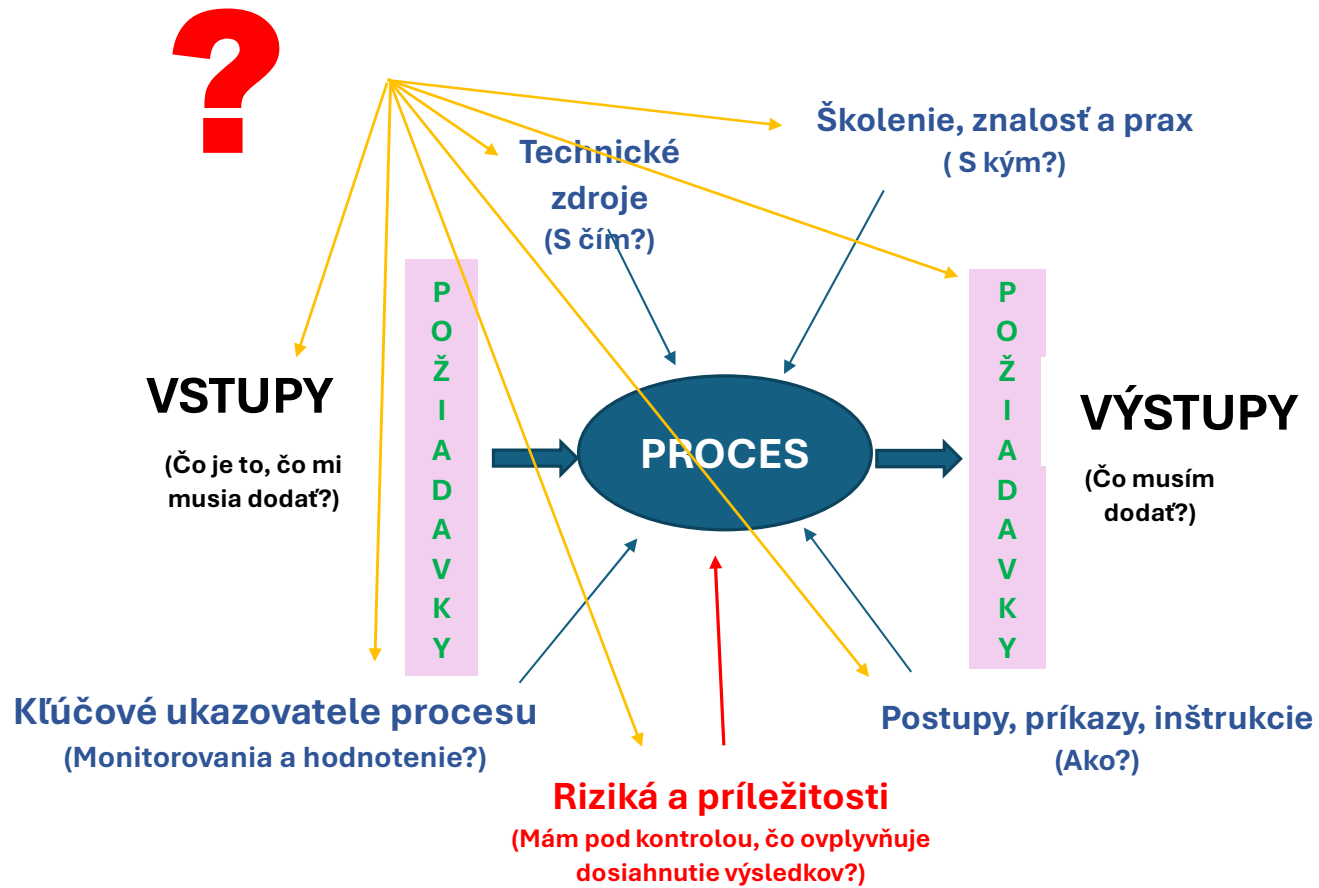 ?
Školenie, znalosť a prax
( S kým?)
Technické
zdroje
(S čím?)
P
O
Ž
I
A
D
A
V
K
Y
P
O
Ž
I
A
D
A
V
K
Y
VSTUPY
(Čo je to, čo mi
musia dodať?)
PROCES
VÝSTUPY
(Čo musím
dodať?)
Kľúčové ukazovatele procesu
(Monitorovania a hodnotenie?)
Postupy, príkazy, inštrukcie
(Ako?)
Riziká a príležitosti
(Mám pod kontrolou, čo ovplyvňuje
dosiahnutie výsledkov?)